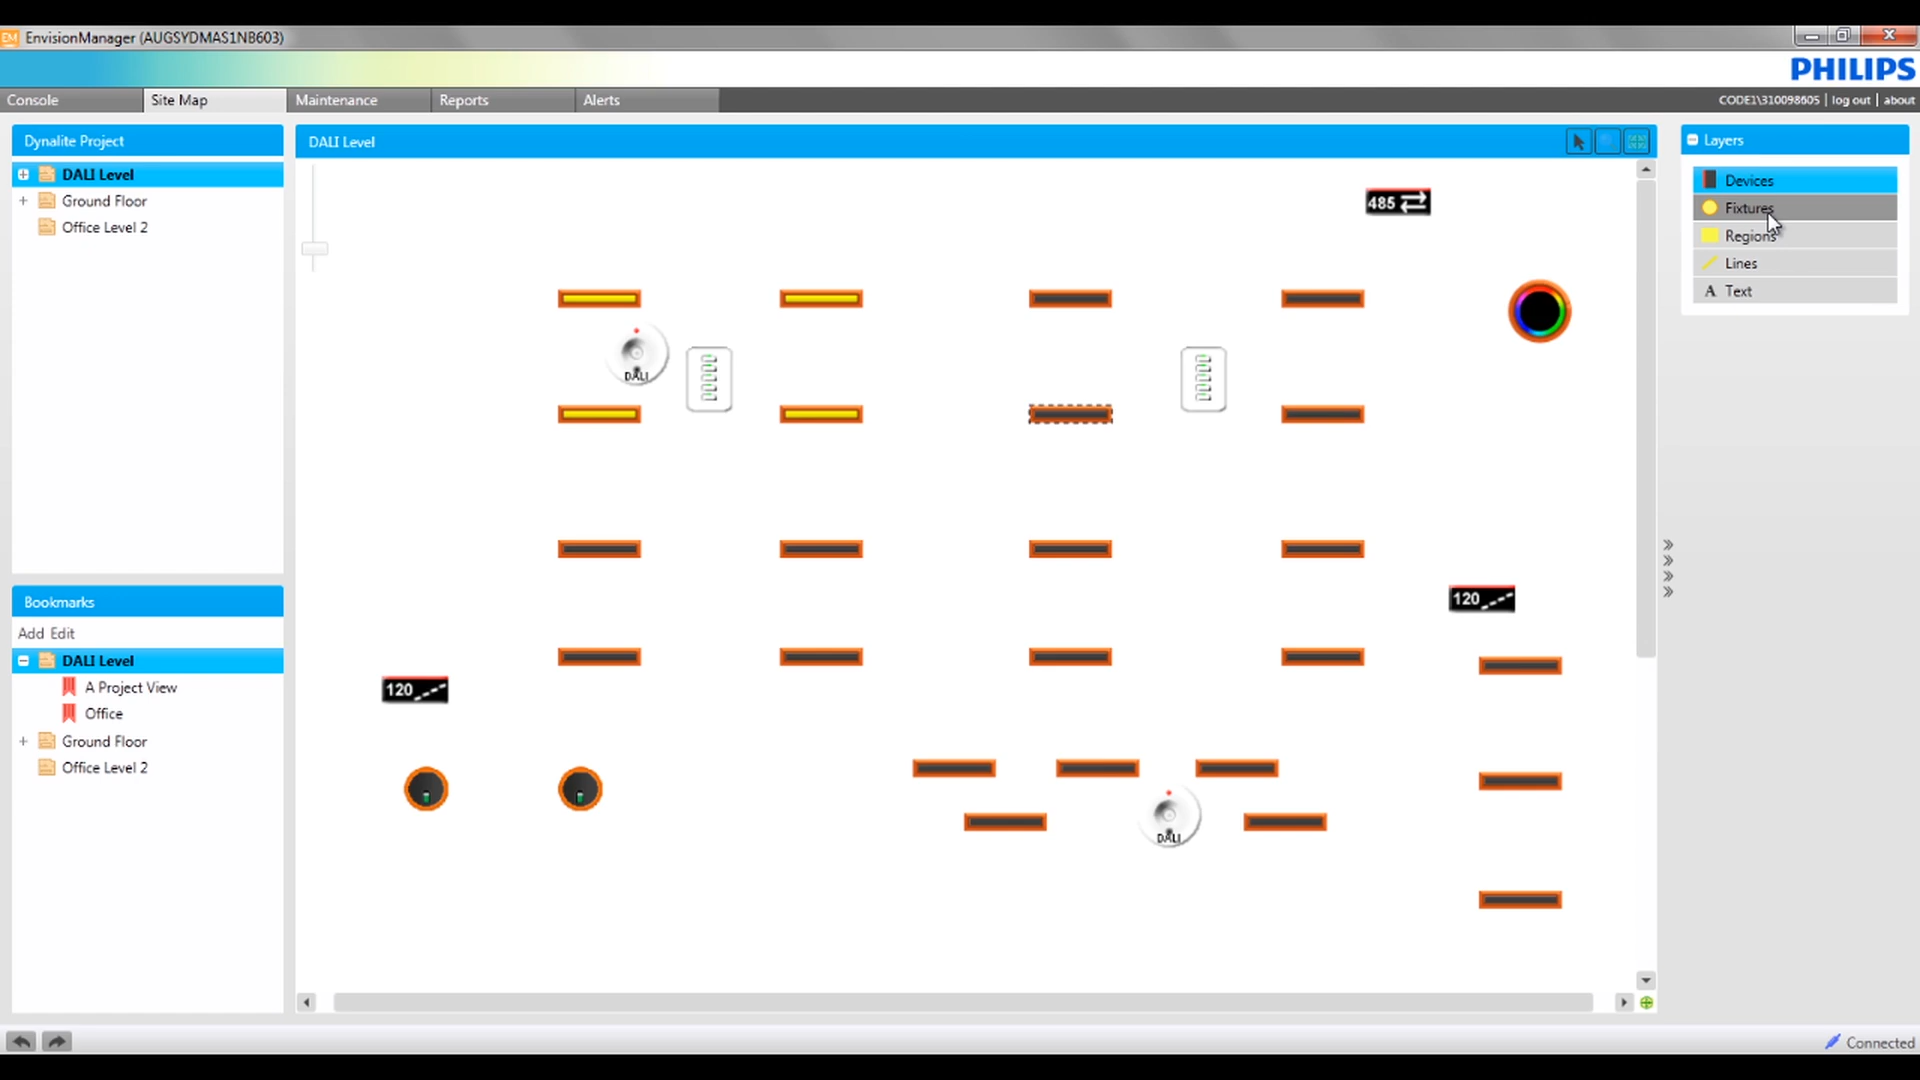 EM EnvisionManager (AUGSYDMAS1NB603)
PHILIPS
Console
Site Map
Maintenance
Reports
Alerts
CODE1\310098605 | log out | about
Dynalite Project
DALI Level
Ground Floor
Office Level 2
Bookmarks
Add Edit
DALI Level
A Project View
Office
Ground Floor
Office Level 2
DALI Level
485
DALI
120
120
DALI
Layers
Devices
Fixtures
Regions
Lines
A Text
Connected